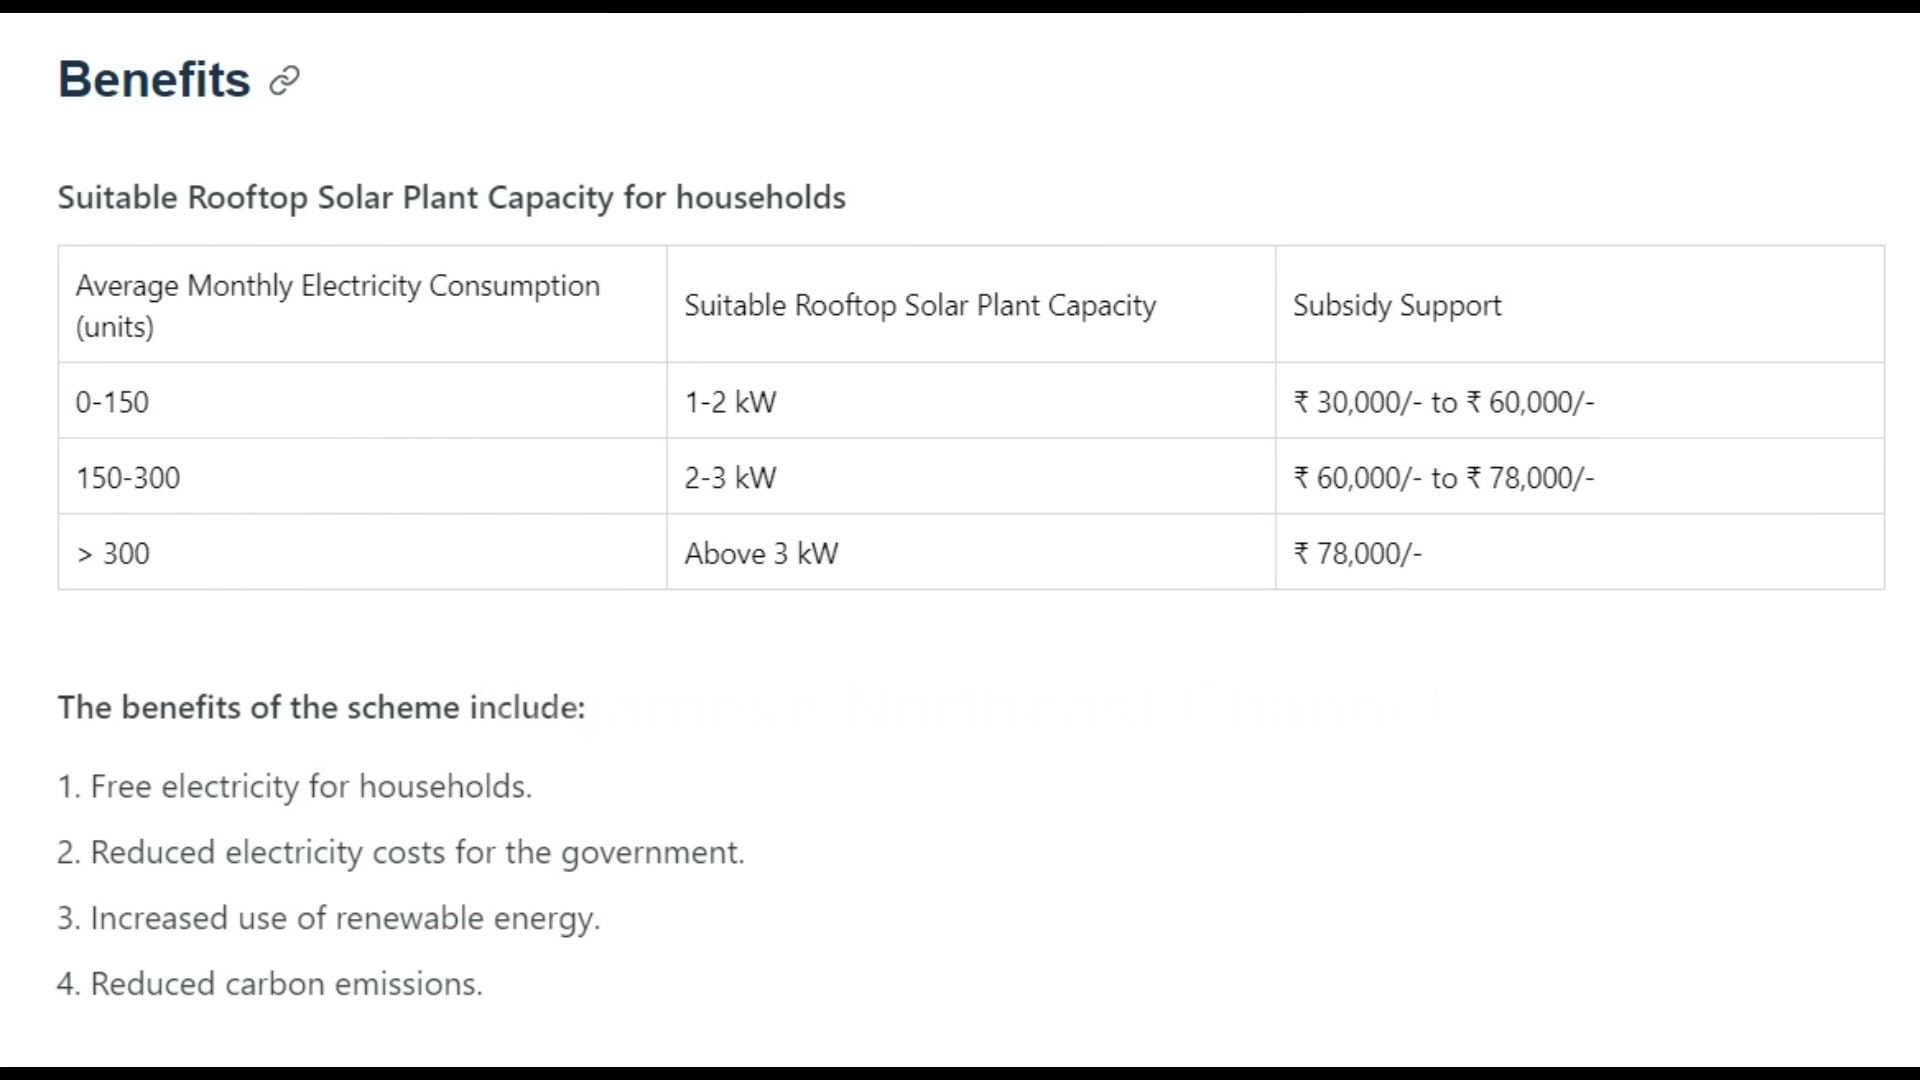 Benefits
Suitable Rooftop Solar Plant Capacity for households
Average Monthly Electricity Consumption (units)
Suitable Rooftop Solar Plant Capacity
Subsidy Support
0-150
1-2 kW
₹ 30,000/- to ₹ 60,000/-
150-300
2-3 kW
₹ 60,000/- to ₹ 78,000/-
> 300
Above 3 kW
₹ 78,000/-
The benefits of the scheme include:
1. Free electricity for households.
2. Reduced electricity costs for the government.
3. Increased use of renewable energy.
4. Reduced carbon emissions.